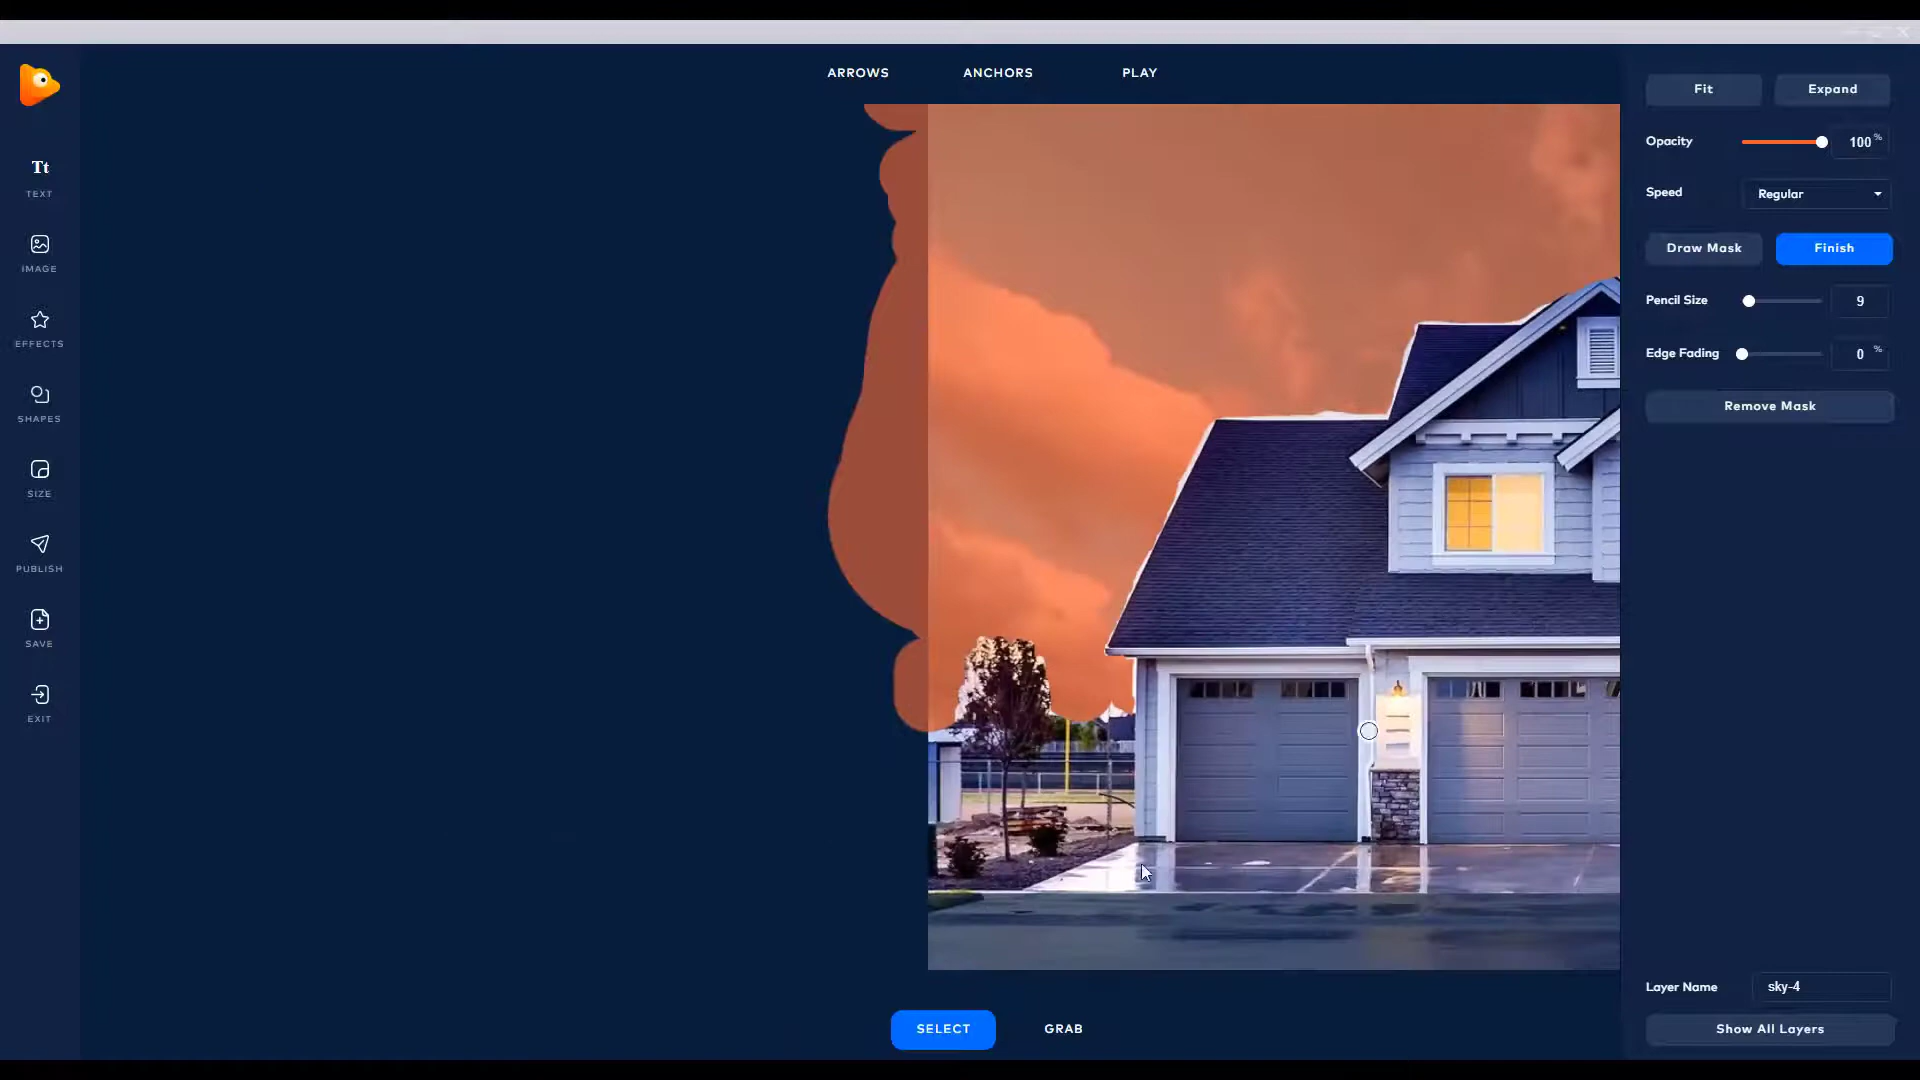 ARROWS
ANCHORS
PLAY
Tt
TEXT
IMAGE
EFFECTS
SHAPES
SIZE
PUBLISH
SAVE
EXIT
Fit
Expand
Opacity
100 %
Speed
Regular
Draw Mask
Finish
Pencil Size
9
Edge Fading
0 %
Remove Mask
Layer Name
sky-4
Show All Layers
SELECT
GRAB